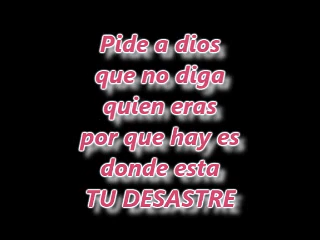 Pide a dios
que no diga
quien eras
por que hay es
donde esta
TU DESASTRE